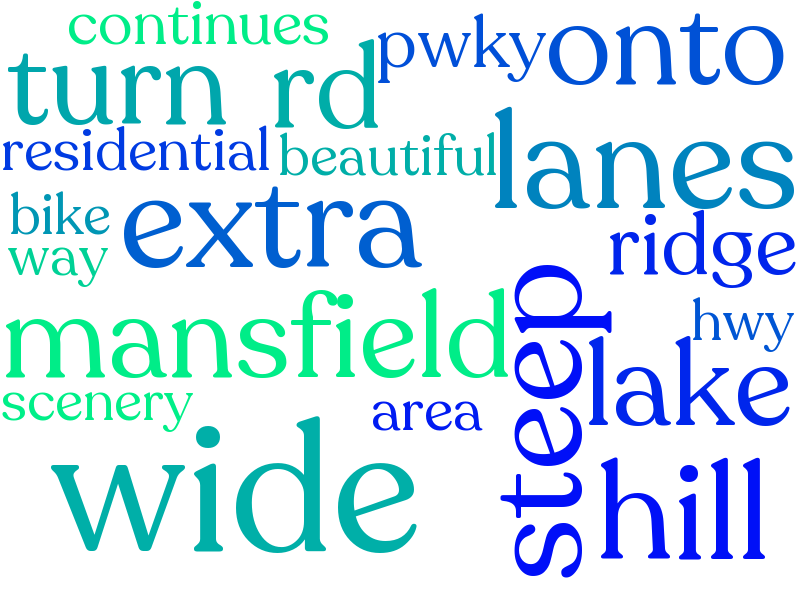 continues
pwky
onto
turn
rd
residential
beautiful
lanes
bike
extra
way
ridge
mansfield
steep
hwy
lake
scenery
area
wide
hill